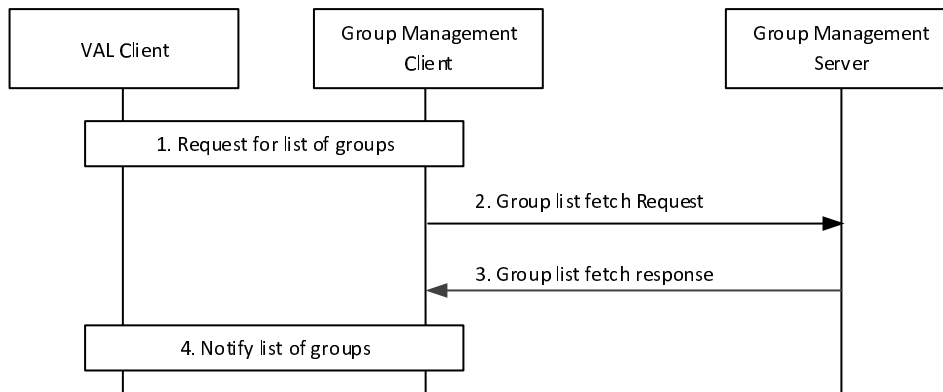 VAL Client
Group Management
Client
Group Management
Server
1. Request for list of groups
2. Group list fetch Request
3. Group list fetch response
4. Notify list of groups